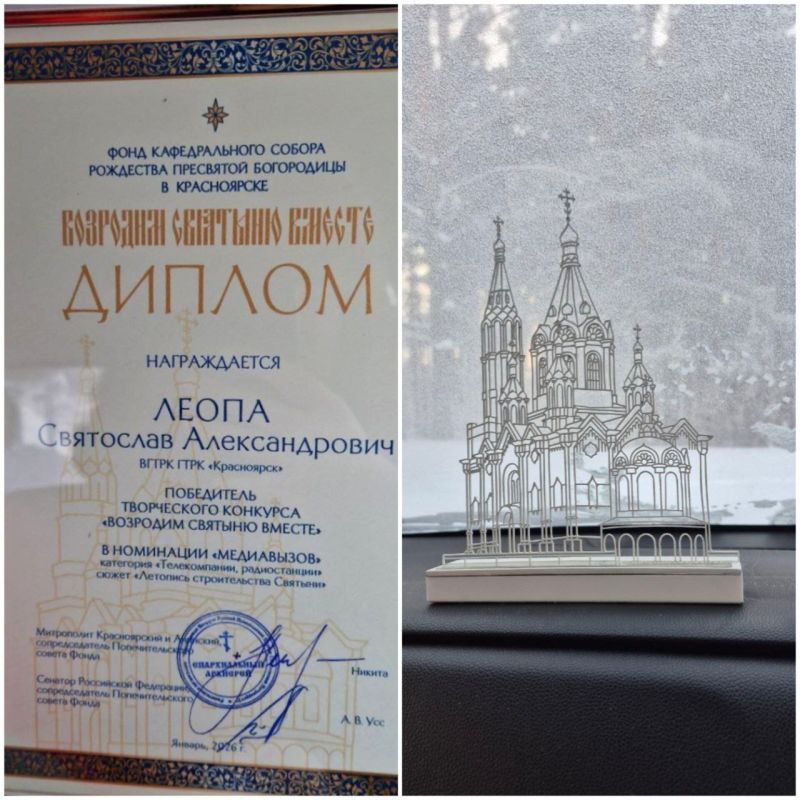 ФОНД КАФЕДРАЛЬНОГО СОБОРА
РОЖДЕСТВА ПРЕСВЯТОЙ БОГОРОДИЦЫ
В КРАСНОЯРСКЕ
ВОЗРОДИМ СВЯТЫНЮ ВМЕСТЕ
ДИПЛОМ
НАГРАЖДАЕТСЯ
ЛЕОПА
Святослав Александрович
ВГТРК ГТРК «Красноярск»
ПОБЕДИТЕЛЬ
ТВОРЧЕСКОГО КОНКУРСА
«ВОЗРОДИМ СВЯТЫНЮ ВМЕСТЕ»
В НОМИНАЦИИ «МЕДИАВЫЗОВ»
категория «Телекомпании, радиостанции»
сюжет «Летопись строительства Святыни»
Митрополит Красноярский и Ачинский,
сопредседатель Попечительского
совета Фонда
Никита
ЕПАРХИАЛЬНЫЙ
АРХИЕРЕЙ
Сенатор Российской Федерации,
сопредседатель Попечительского
совета Фонда
А. В. Усс
Январь, 2026 г.